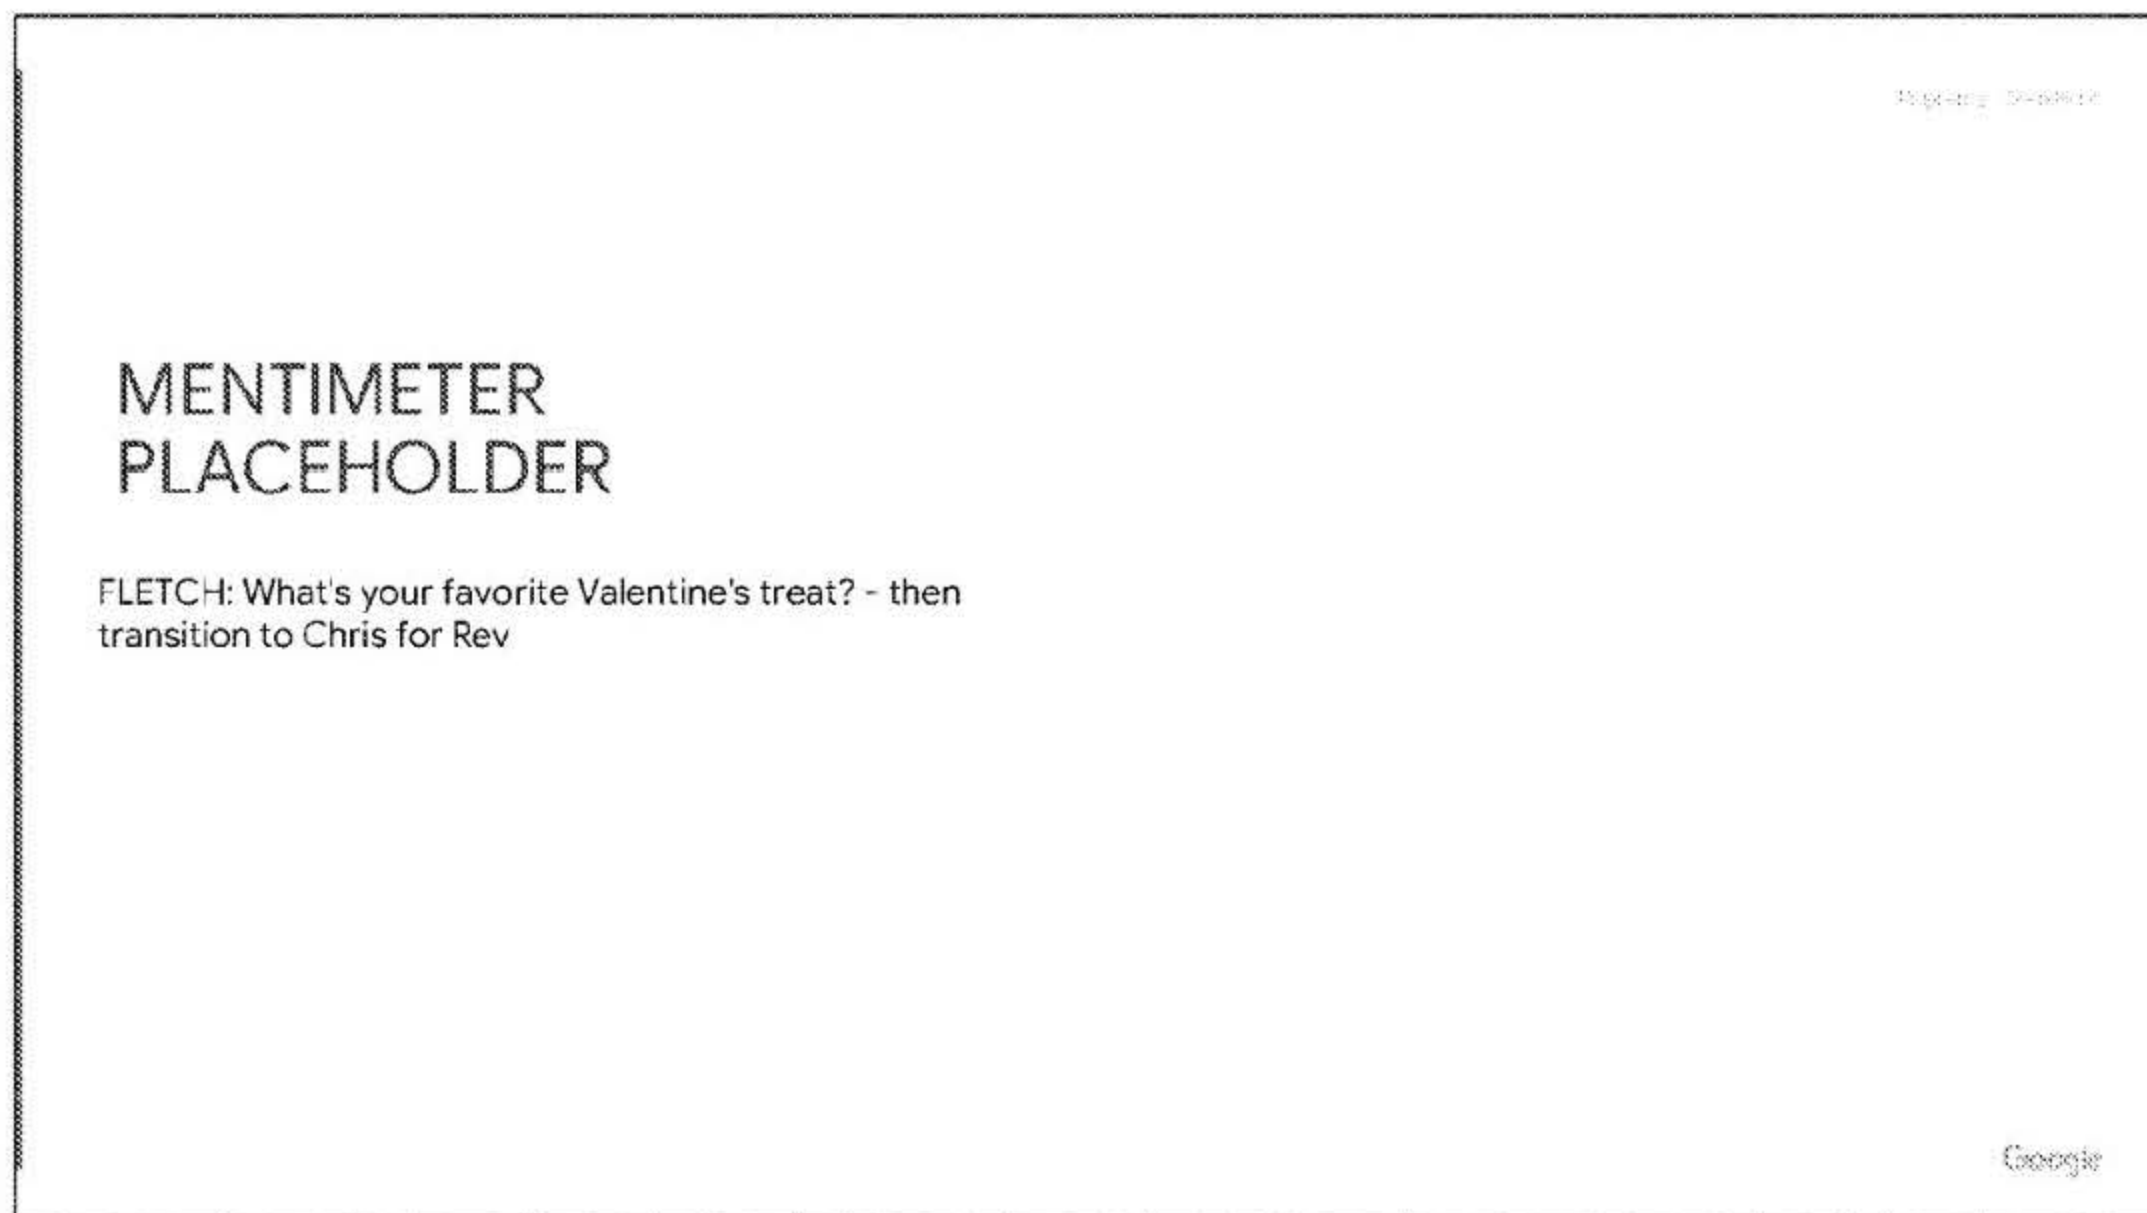 MENTIMETER
PLACEHOLDER
FLETCH: What's your favorite Valentine's treat? - then
transition to Chris for Rev
Google